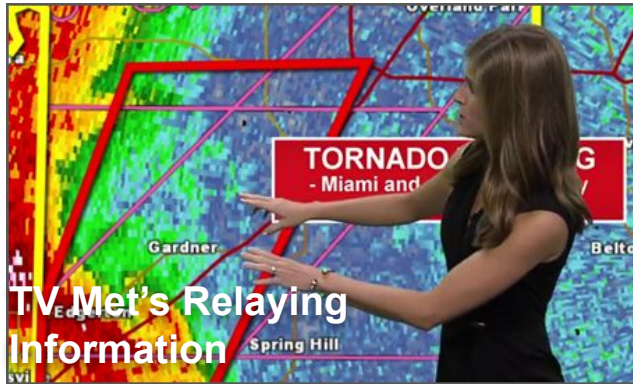 Overland Park
TORNADO
- Miami and
Gardner
Belto
Edgerton
TV Met's Relaying
Information
Spring Hill